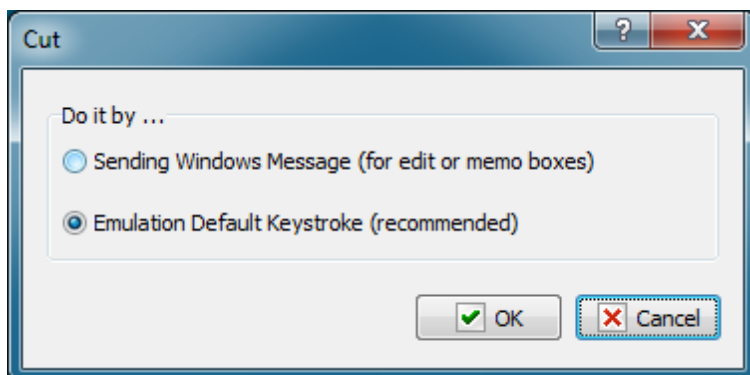 Cut
?
X
Do it by ...
Sending Windows Message (for edit or memo boxes)
Emulation Default Keystroke (recommended)
OK
Cancel